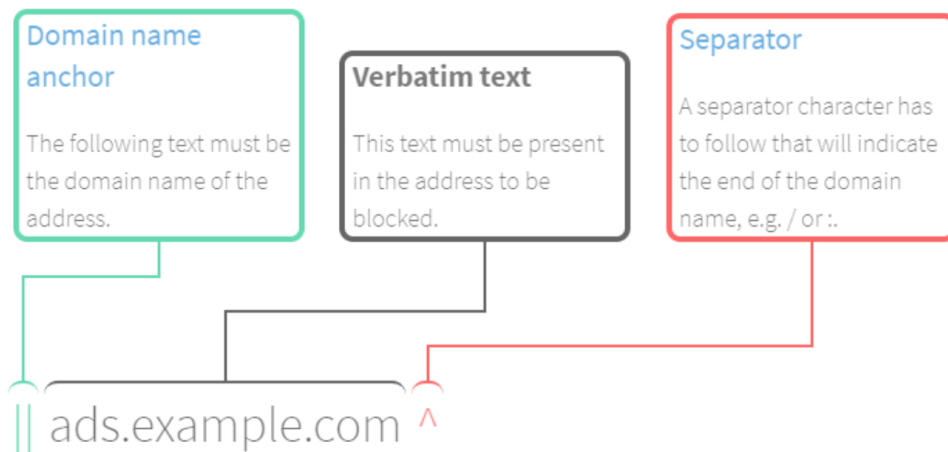 Domain name
anchor
The following text must be
the domain name of the
address.
Verbatim text
This text must be present
in the address to be
blocked.
Separator
A separator character has
to follow that will indicate
the end of the domain
name, e.g. / or :.
|| ads.example.com ^